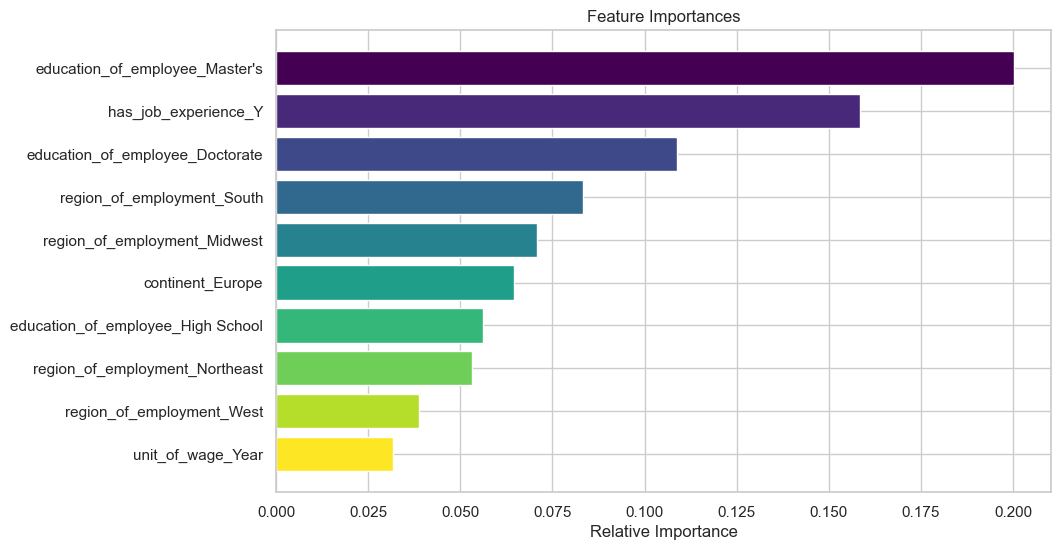 Feature Importances
education_of_employee_Master's
has_job_experience_Y
education_of_employee_Doctorate
region_of_employment_South
region_of_employment_Midwest
continent_Europe
education_of_employee_High School
region_of_employment_Northeast
region_of_employment_West
unit_of_wage_Year
0.000 0.025 0.050 0.075 0.100 0.125 0.150 0.175 0.200
Relative Importance